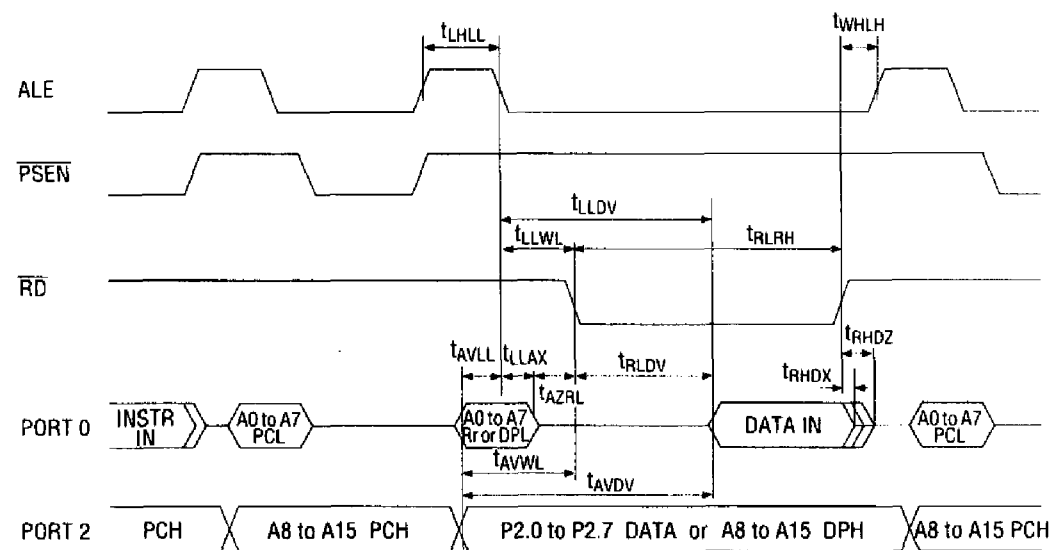 tLHLL
tWHLH
ALE
PSEN
tLLDV
tLLWL
tRLRH
RD
tRHDZ
tAVLL
tLLAX
tRLDV
tRHDX
tAZRL
PORT 0
INSTR
IN
A0 to A7
PCL
A0 to A7
Rr or DPL
DATA IN
A0 to A7
PCL
tAVWL
tAVDV
PORT 2
PCH
A8 to A15 PCH
P2.0 to P2.7 DATA or A8 to A15 DPH
A8 to A15 PCH